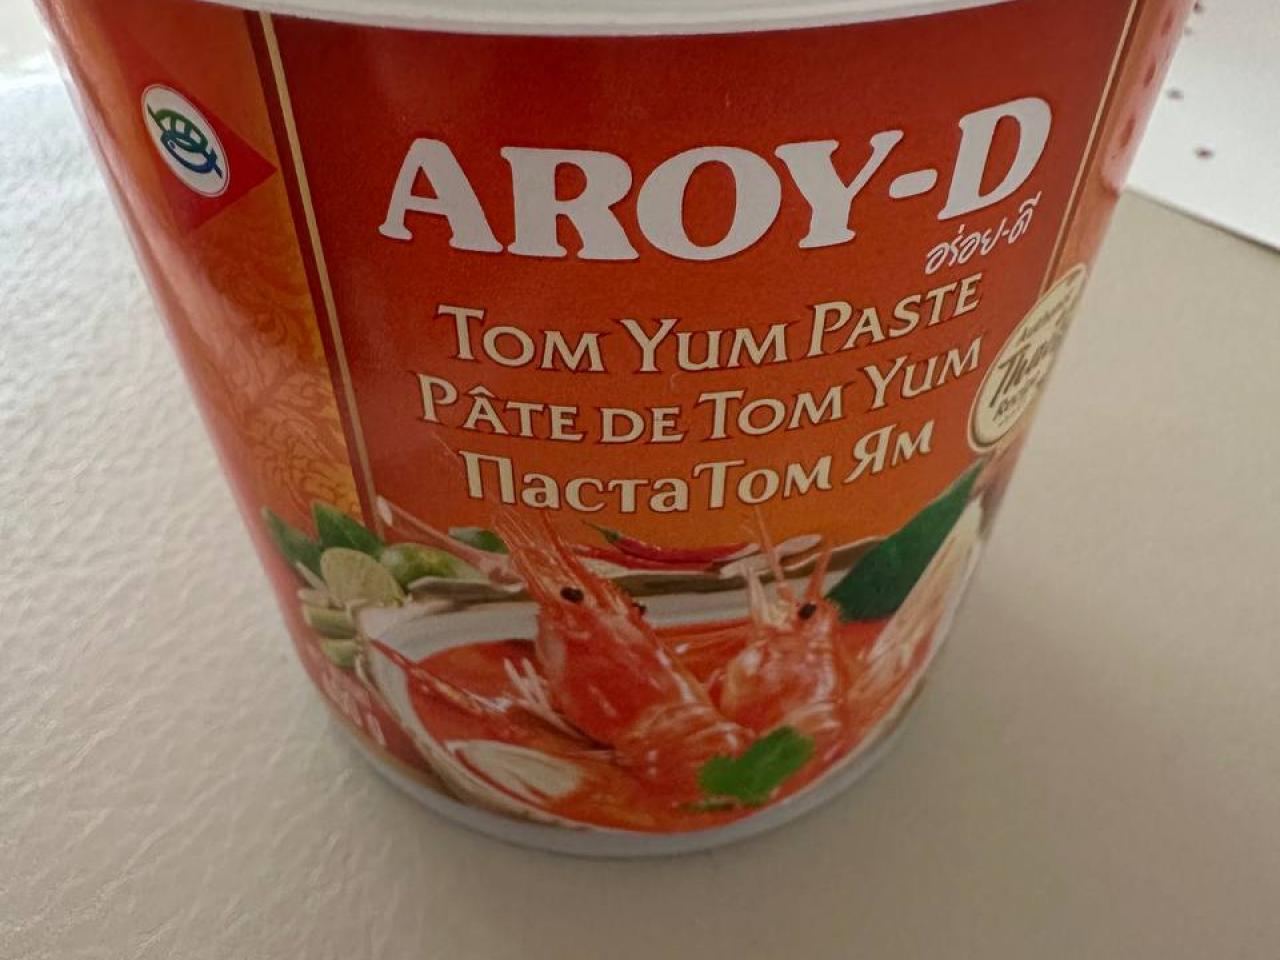 AROY-D
อร่อย-ดี
TOM YUM PASTE
PÂTE DE TOM YUM
Паста Том Ям